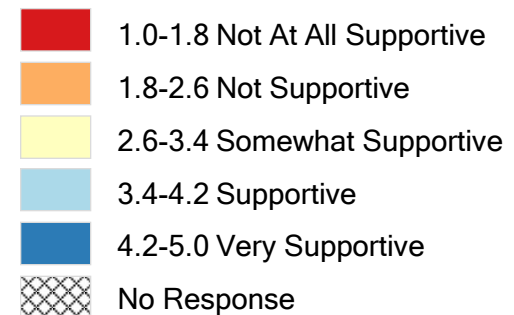 1.0-1.8 Not At All Supportive
1.8-2.6 Not Supportive
2.6-3.4 Somewhat Supportive
3.4-4.2 Supportive
4.2-5.0 Very Supportive
No Response